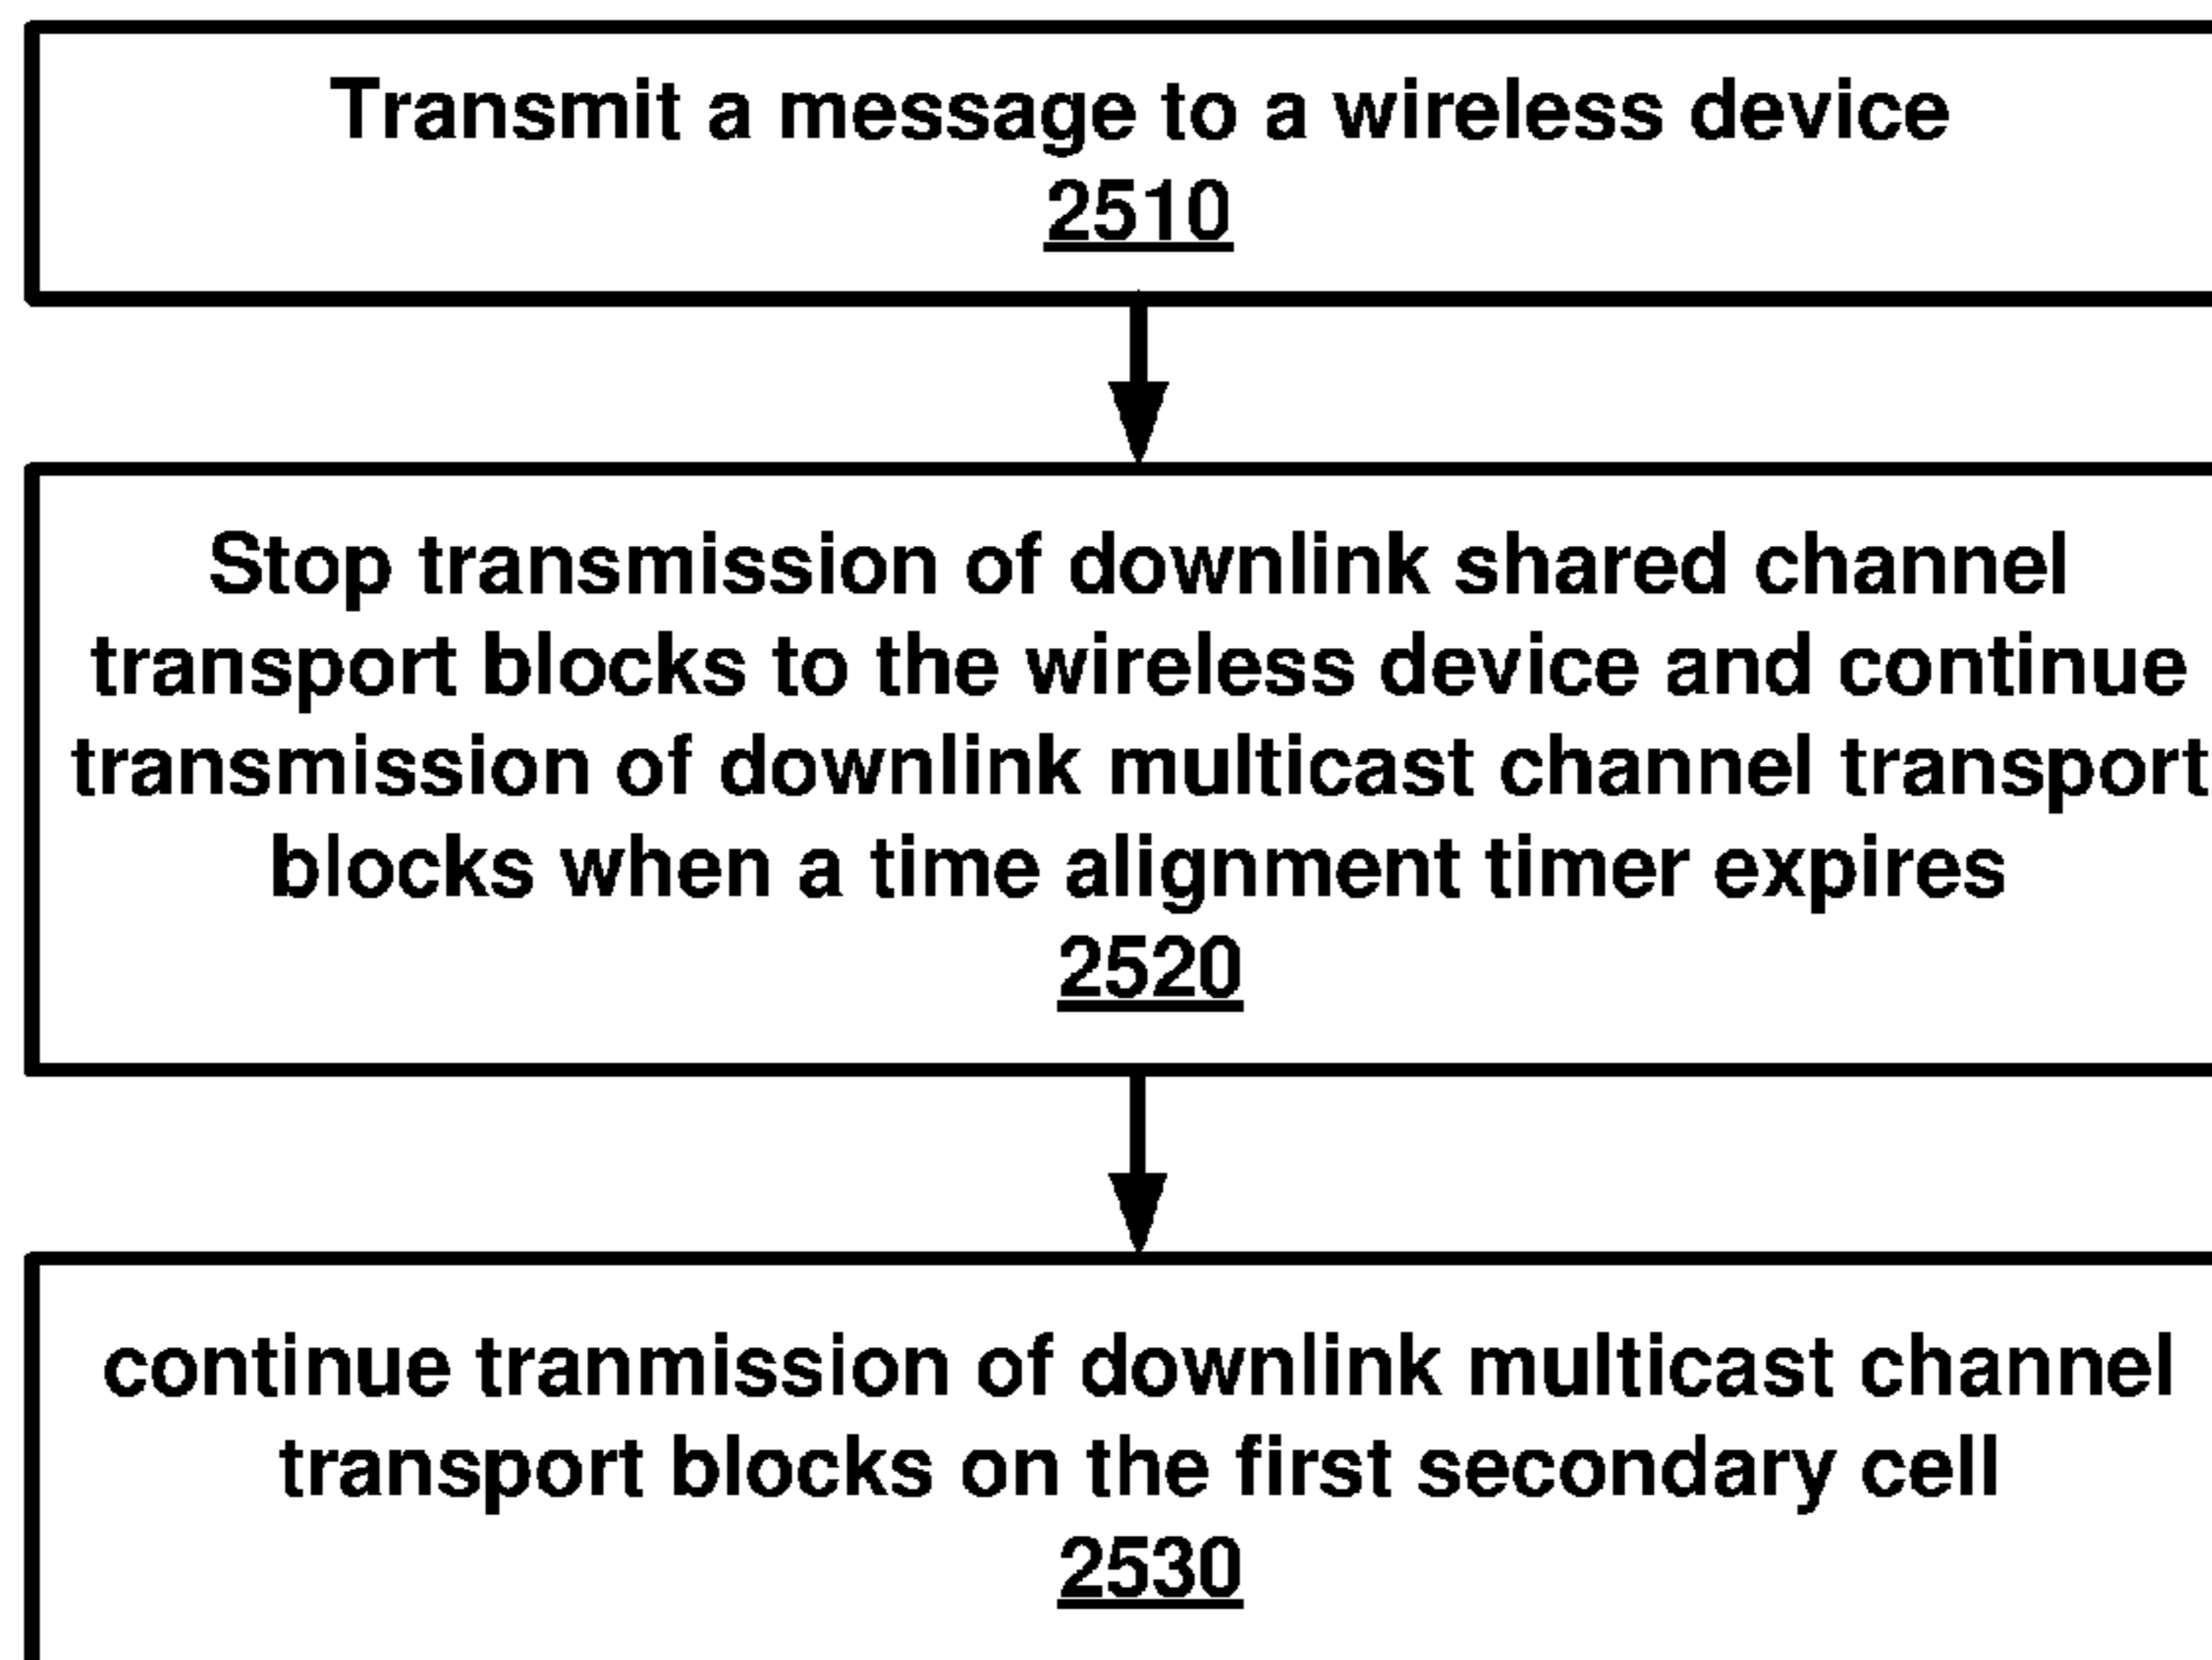 Transmit a message to a wireless device
2510
Stop transmission of downlink shared channel
transport blocks to the wireless device and continue
transmission of downlink multicast channel transport
blocks when a time alignment timer expires
2520
continue tranmission of downlink multicast channel
transport blocks on the first secondary cell
2530